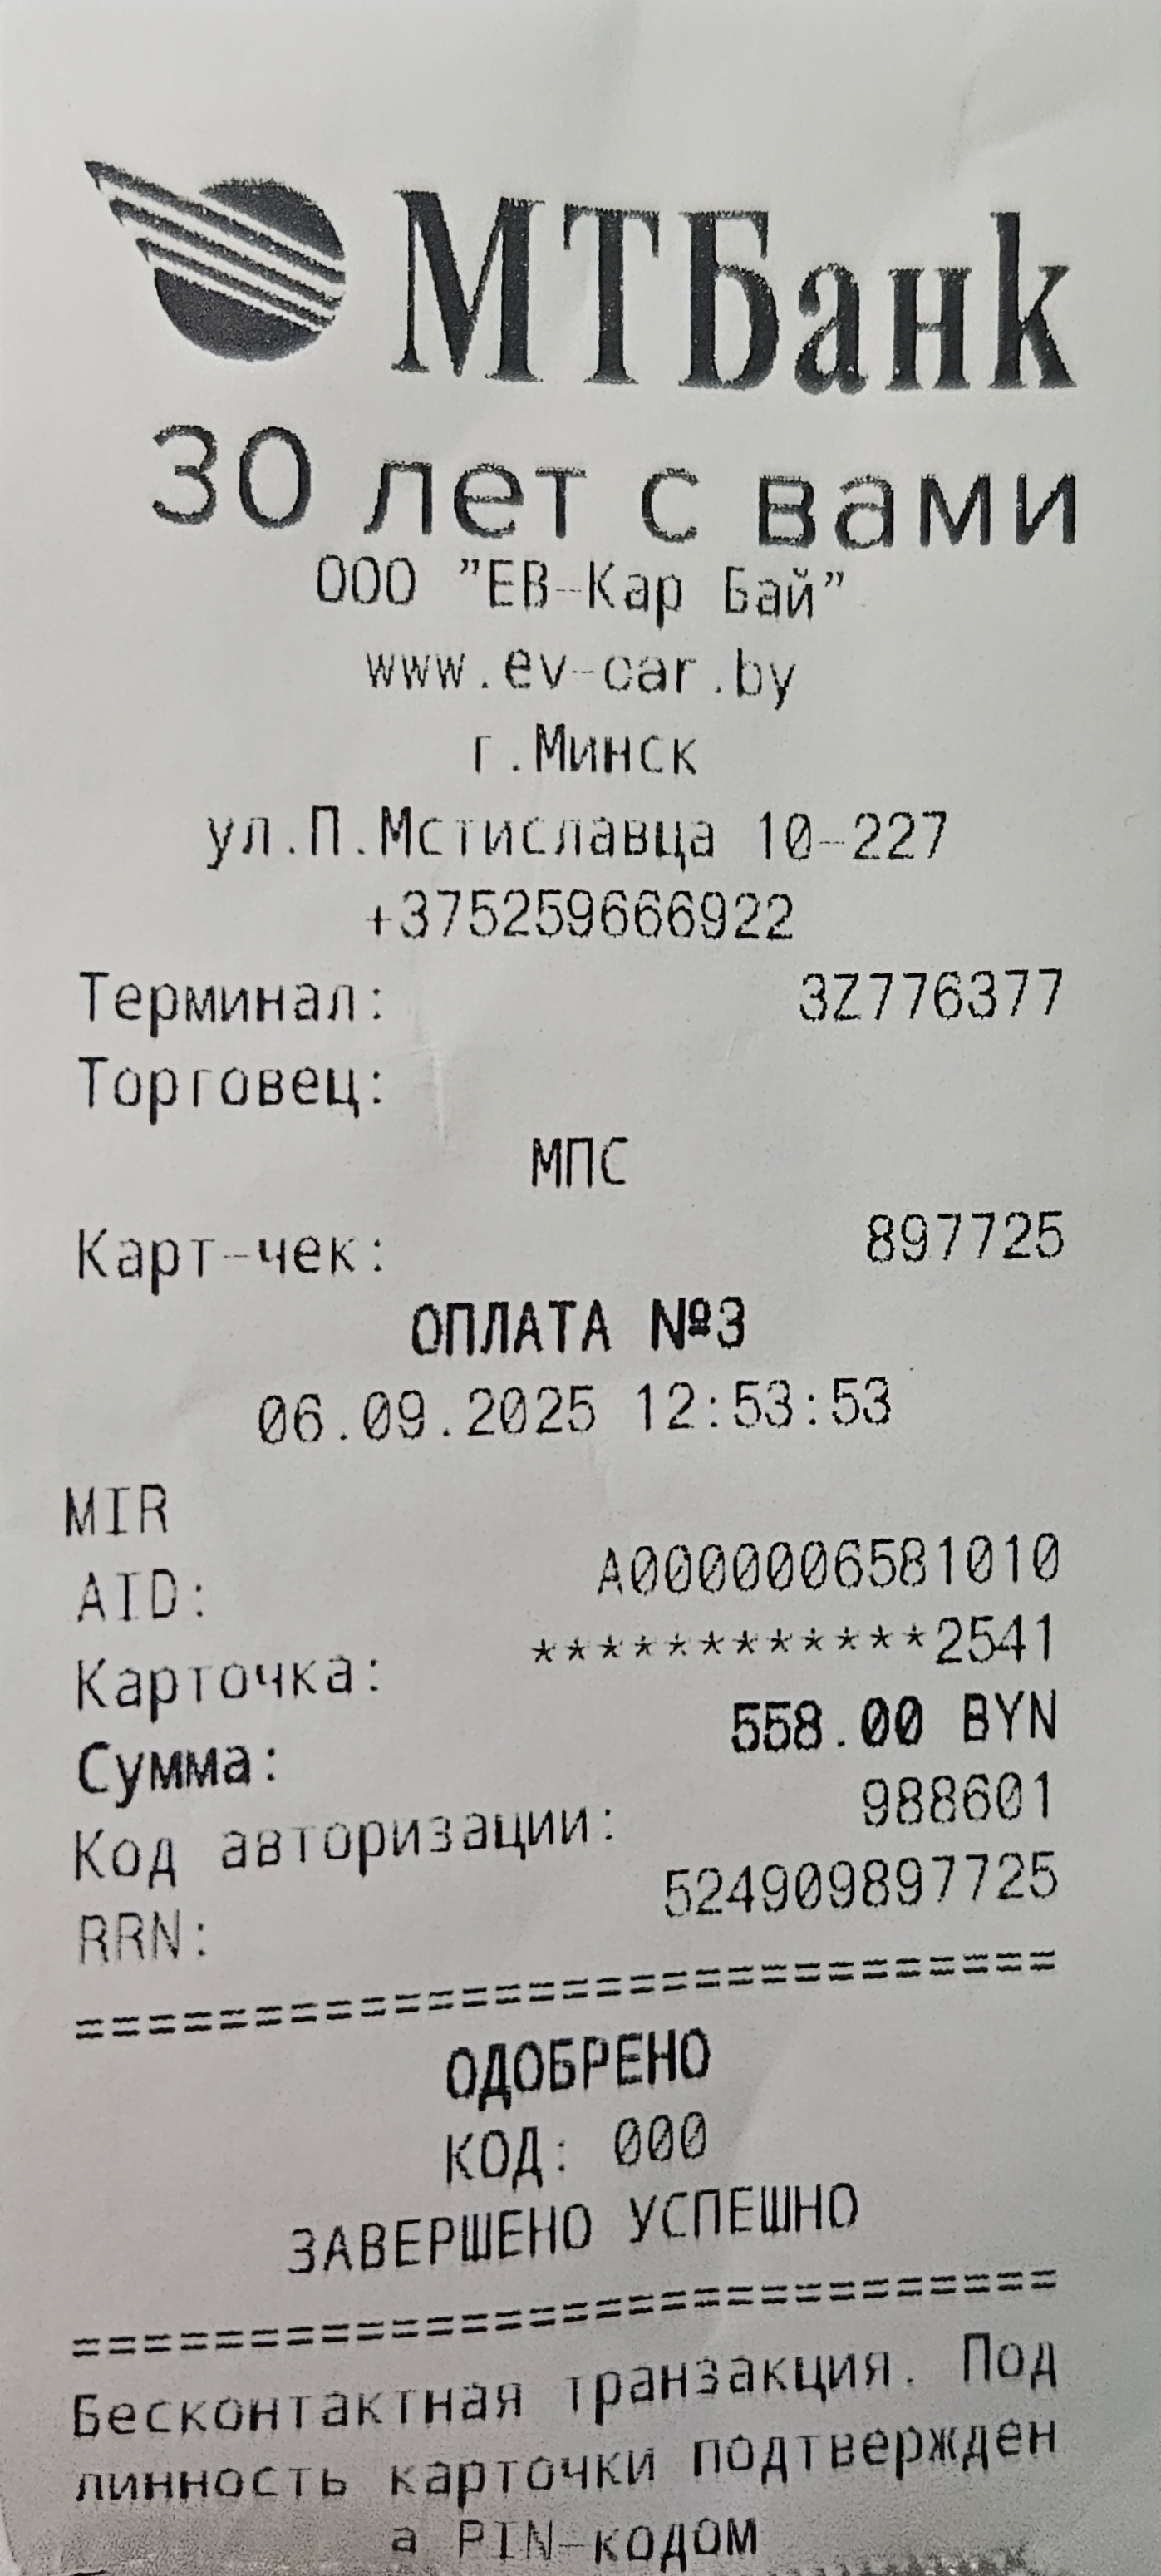 МТБанк
30 лет с вами
ООО "ЕВ-Кар Бай"
www.ev-car.by
г.Минск
ул.П.Мстиславца 10-227
+375259666922
Терминал: 3Z776377
Торговец:
МПС
Карт-чек: 897725
ОПЛАТА №3
06.09.2025 12:53:53
MIR
AID: A0000006581010
Карточка: ************2541
Сумма: 558.00 BYN
Код авторизации: 988601
RRN: 524909897725
==============================
ОДОБРЕНО
КОД: 000
ЗАВЕРШЕНО УСПЕШНО
==============================
Бесконтактная транзакция. Под
линность карточки подтвержден
а PIN-кодом